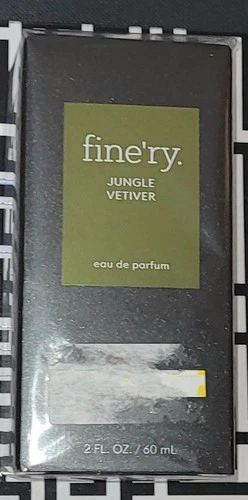 fine'ry.
JUNGLE
VETIVER
eau de parfum
2 FL. OZ. / 60 mL